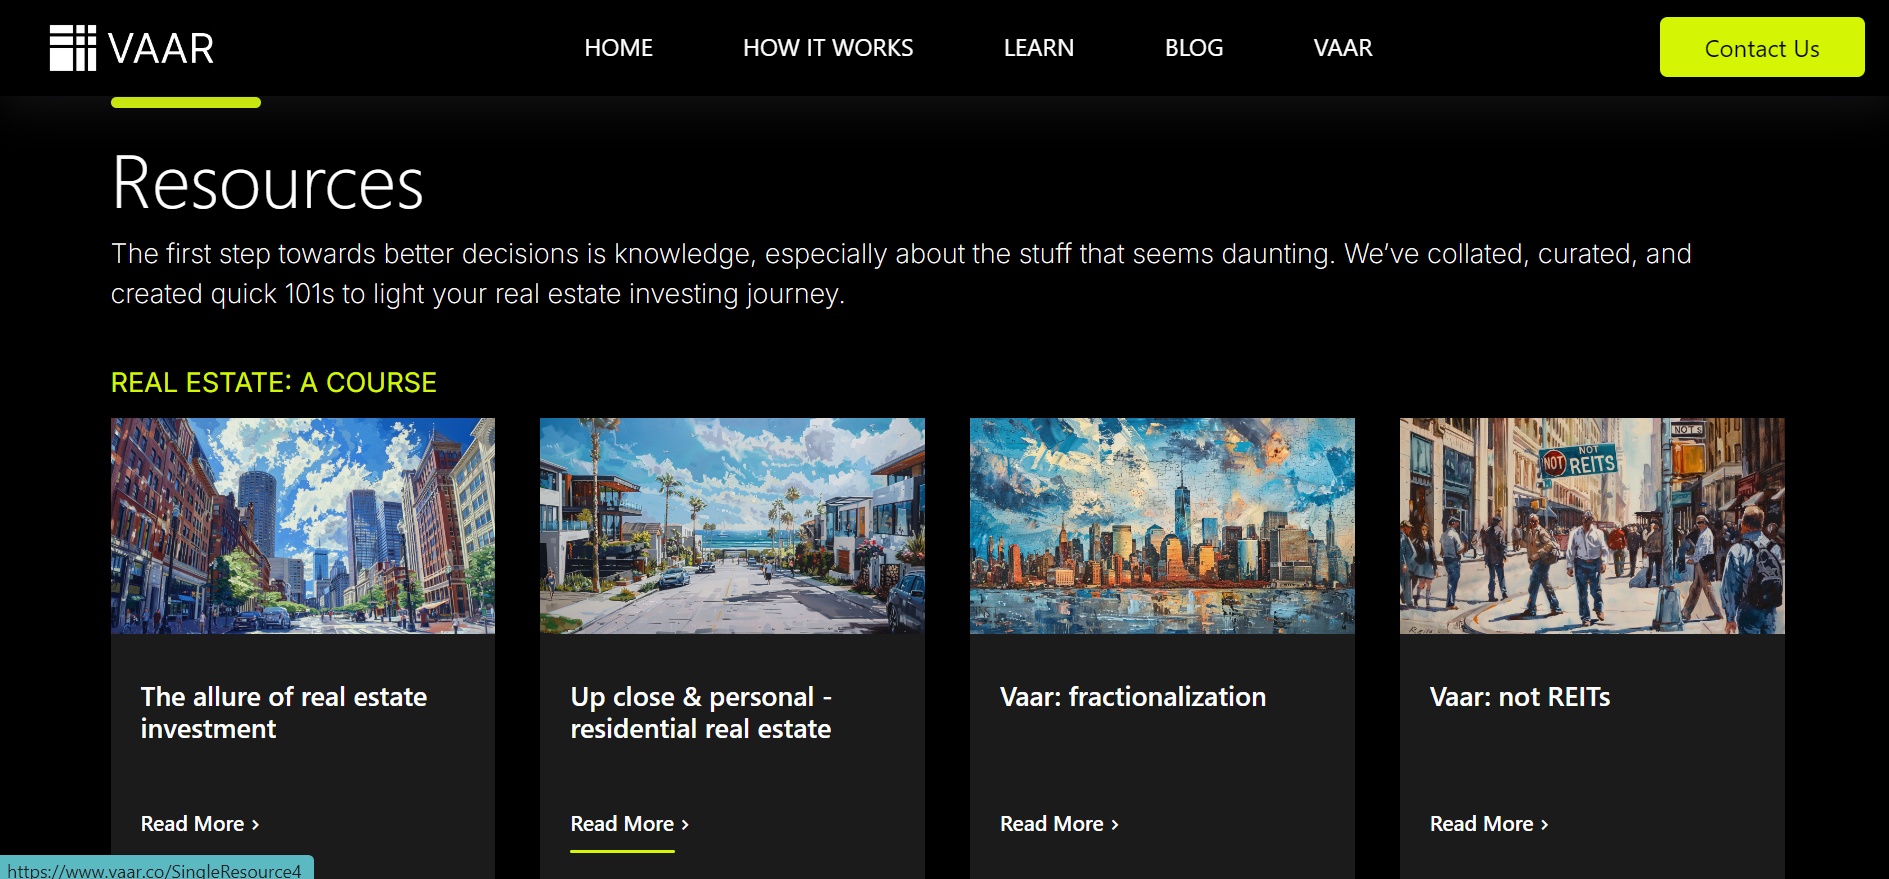 VAAR
HOME
HOW IT WORKS
LEARN
BLOG
VAAR
Contact Us
Resources
The first step towards better decisions is knowledge, especially about the stuff that seems daunting. We’ve collated, curated, and
created quick 101s to light your real estate investing journey.
REAL ESTATE: A COURSE
NOT
NOT REITS
NOTS
The allure of real estate
investment
Up close & personal -
residential real estate
Vaar: fractionalization
Vaar: not REITs
Read More ›
Read More ›
Read More ›
Read More ›
https://www.vaar.co/SingleResource4